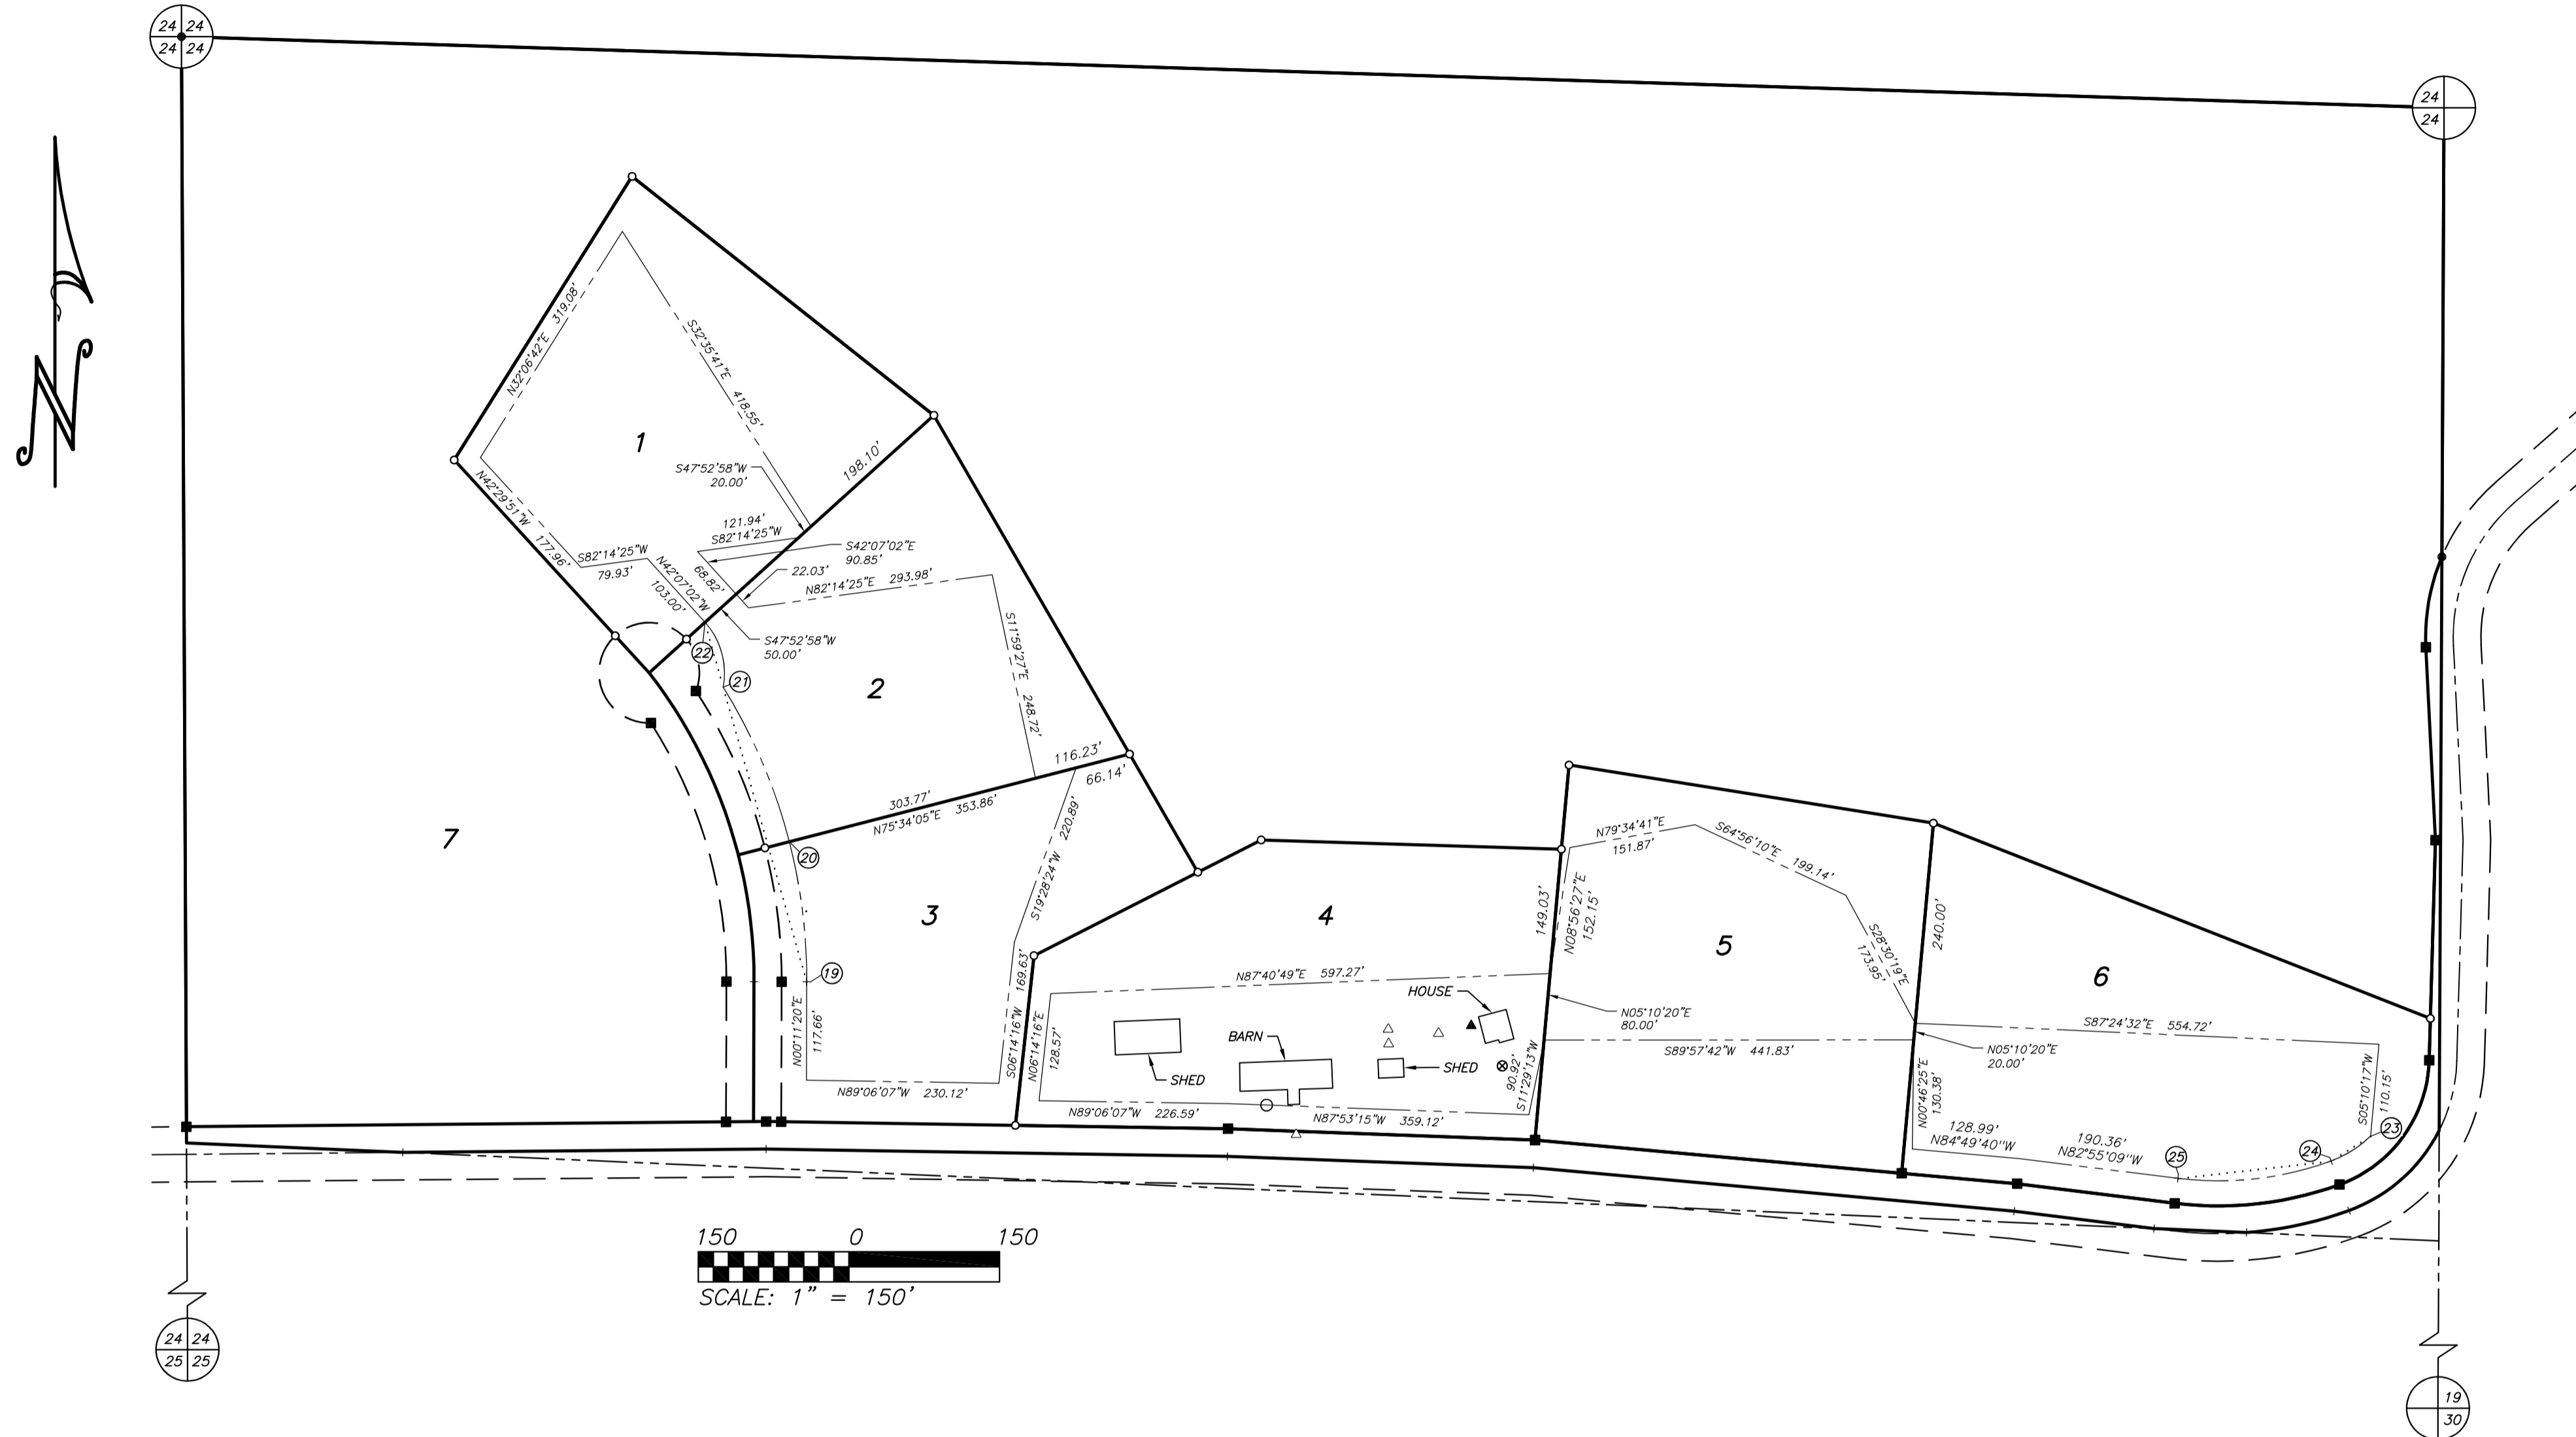 24 24
24 24
24
24
N
N32°06'42"E 319.08'
S32°35'41"E 418.55'
1
S47°52'58"W
20.00'
198.10'
N42°29'51"W 177.96'
121.94'
S82°14'25"W
S42°07'02"E
90.85'
S82°14'25"W
79.93'
N42°07'02"W
103.00'
68.82'
22.03'
N82°14'25"E 293.98'
S47°52'58"W
50.00'
22
21
2
S11°59'27"E 248.72'
116.23'
66.14'
303.77'
N75°34'05"E 353.86'
7
20
3
S19°28'24"W 220.89'
4
149.03'
N08°56'27"E
152.15'
N79°34'41"E
151.87'
S64°56'10"E 199.14'
S28°30'19"E
173.95'
5
240.00'
6
19
N00°11'20"E
117.66'
S06°14'16"W 169.63'
N06°14'16"E
128.57'
N87°40'49"E 597.27'
HOUSE
BARN
SHED
SHED
N05°10'20"E
80.00'
S89°57'42"W 441.83'
90.92'
S11°29'13"W
S87°24'32"E 554.72'
N05°10'20"E
20.00'
N00°46'25"E
130.38'
S05°10'17"W
110.15'
N89°06'07"W 230.12'
N89°06'07"W 226.59'
N87°53'15"W 359.12'
128.99'
N84°49'40"W
190.36'
N82°55'09"W
25
24
23
150 0 150
SCALE: 1" = 150'
24 24
25 25
19
30